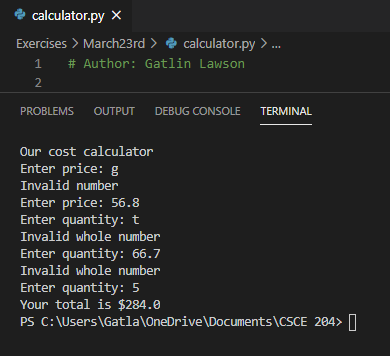 calculator.py ×
Exercises > March23rd > calculator.py > ...
1 # Author: Gatlin Lawson
2
PROBLEMS OUTPUT DEBUG CONSOLE TERMINAL
Our cost calculator
Enter price: g
Invalid number
Enter price: 56.8
Enter quantity: t
Invalid whole number
Enter quantity: 66.7
Invalid whole number
Enter quantity: 5
Your total is $284.0
PS C:\Users\Gatla\OneDrive\Documents\CSCE 204>